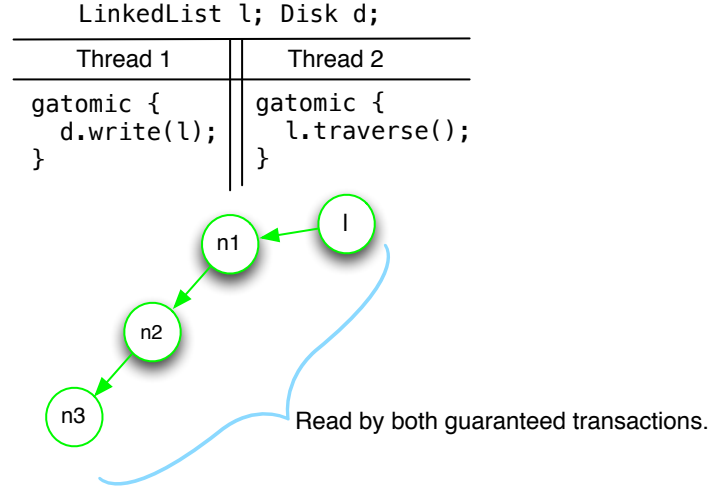 LinkedList l; Disk d;
Thread 1
Thread 2
gatomic {
  d.write(l);
}
gatomic {
  l.traverse();
}
l
n1
n2
n3
Read by both guaranteed transactions.